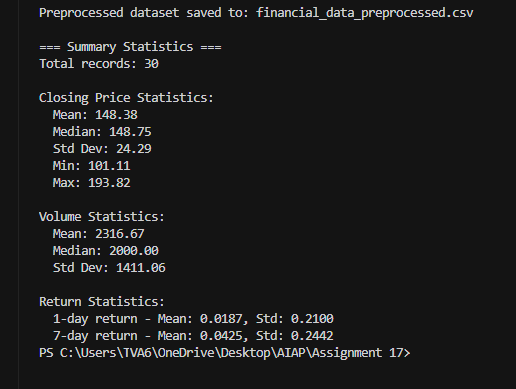 Preprocessed dataset saved to: financial_data_preprocessed.csv
=== Summary Statistics ===
Total records: 30
Closing Price Statistics:
Mean: 148.38
Median: 148.75
Std Dev: 24.29
Min: 101.11
Max: 193.82
Volume Statistics:
Mean: 2316.67
Median: 2000.00
Std Dev: 1411.06
Return Statistics:
1-day return - Mean: 0.0187, Std: 0.2100
7-day return - Mean: 0.0425, Std: 0.2442
PS C:\Users\TVA6\OneDrive\Desktop\AIAP\Assignment 17>